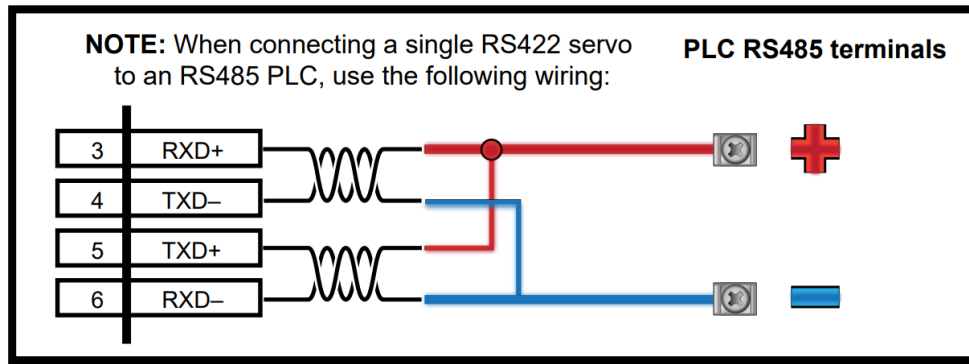 NOTE: When connecting a single RS422 servo
to an RS485 PLC, use the following wiring:
PLC RS485 terminals
3 RXD+
4 TXD–
5 TXD+
6 RXD–